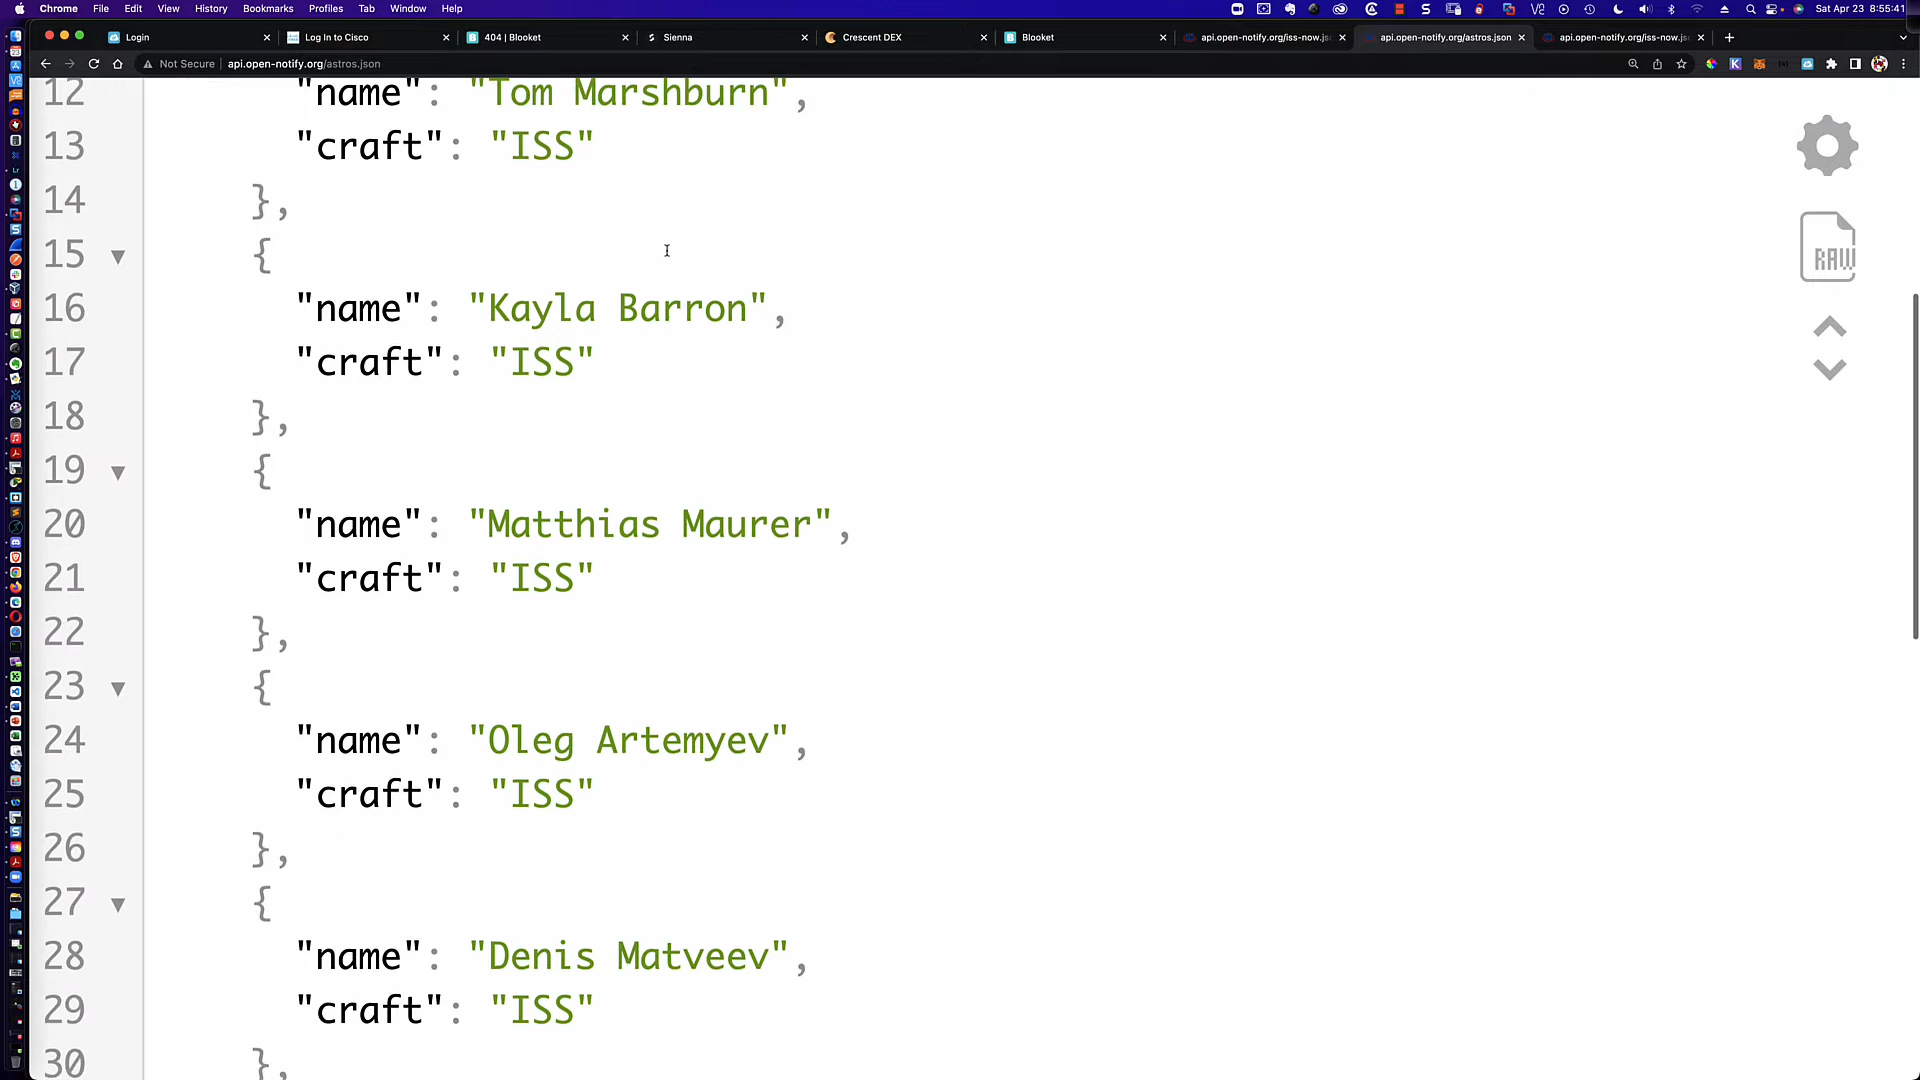 Chrome File Edit View History Bookmarks Profiles Tab Window Help Sat Apr 23 8:55:41
Login Log In to Cisco 404 | Blooket Sienna Crescent DEX Blooket api.open-notify.org/iss-now.js api.open-notify.org/astros.json api.open-notify.org/iss-now.js
Not Secure api.open-notify.org/astros.json
12 "name": "Tom Marshburn",
13 "craft": "ISS"
14 },
15 {
16 "name": "Kayla Barron",
17 "craft": "ISS"
18 },
19 {
20 "name": "Matthias Maurer",
21 "craft": "ISS"
22 },
23 {
24 "name": "Oleg Artemyev",
25 "craft": "ISS"
26 },
27 {
28 "name": "Denis Matveev",
29 "craft": "ISS"
30 },
RAW